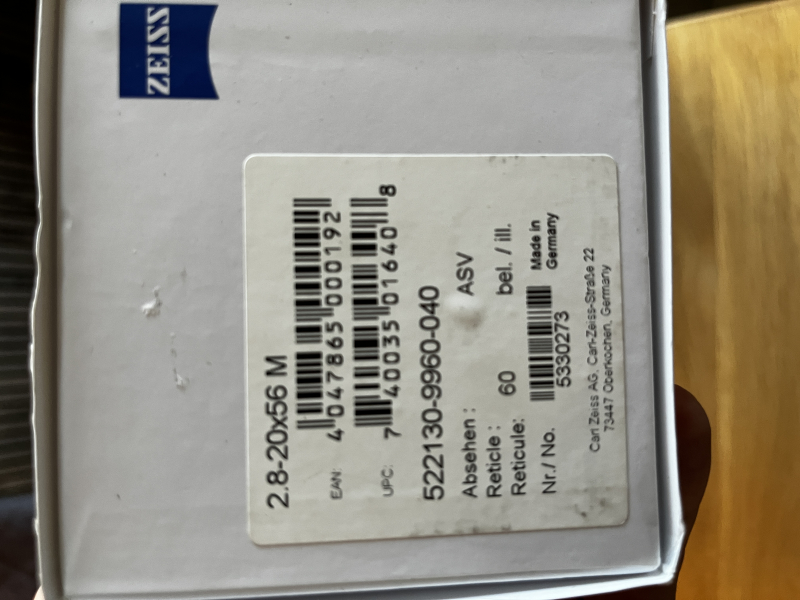 ZEISS
2.8-20x56 M
EAN: 4 047865 000192
UPC: 7 40035 01640 8
522130-9960-040
Absehen : ASV
Reticle : 60 bel. / ill.
Reticule:
Nr./ No. 5330273 Made in Germany
Carl Zeiss AG, Carl-Zeiss-Straße 22
73447 Oberkochen, Germany